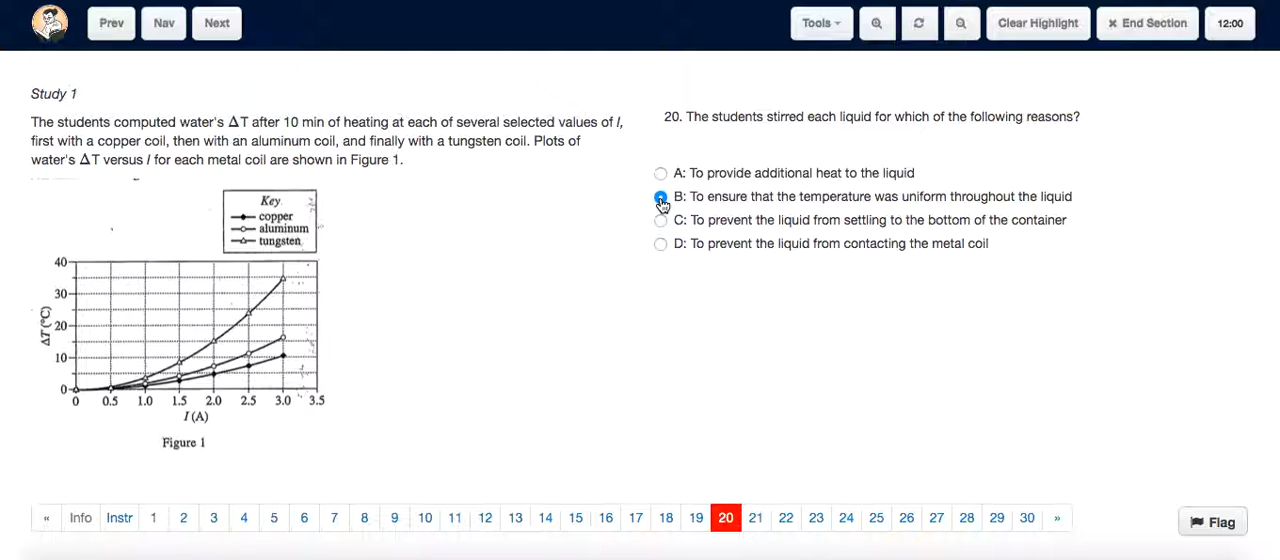 Prev Nav Next Tools Clear Highlight × End Section 12:00
Study 1
The students computed water's ΔT after 10 min of heating at each of several selected values of I,
first with a copper coil, then with an aluminum coil, and finally with a tungsten coil. Plots of
water's ΔT versus I for each metal coil are shown in Figure 1.
Key
copper
aluminum
tungsten
40
30
20
10
0
ΔT (°C)
0 0.5 1.0 1.5 2.0 2.5 3.0 3.5
I (A)
Figure 1
20. The students stirred each liquid for which of the following reasons?
A: To provide additional heat to the liquid
B: To ensure that the temperature was uniform throughout the liquid
C: To prevent the liquid from settling to the bottom of the container
D: To prevent the liquid from contacting the metal coil
« Info Instr 1 2 3 4 5 6 7 8 9 10 11 12 13 14 15 16 17 18 19 20 21 22 23 24 25 26 27 28 29 30 »
Flag